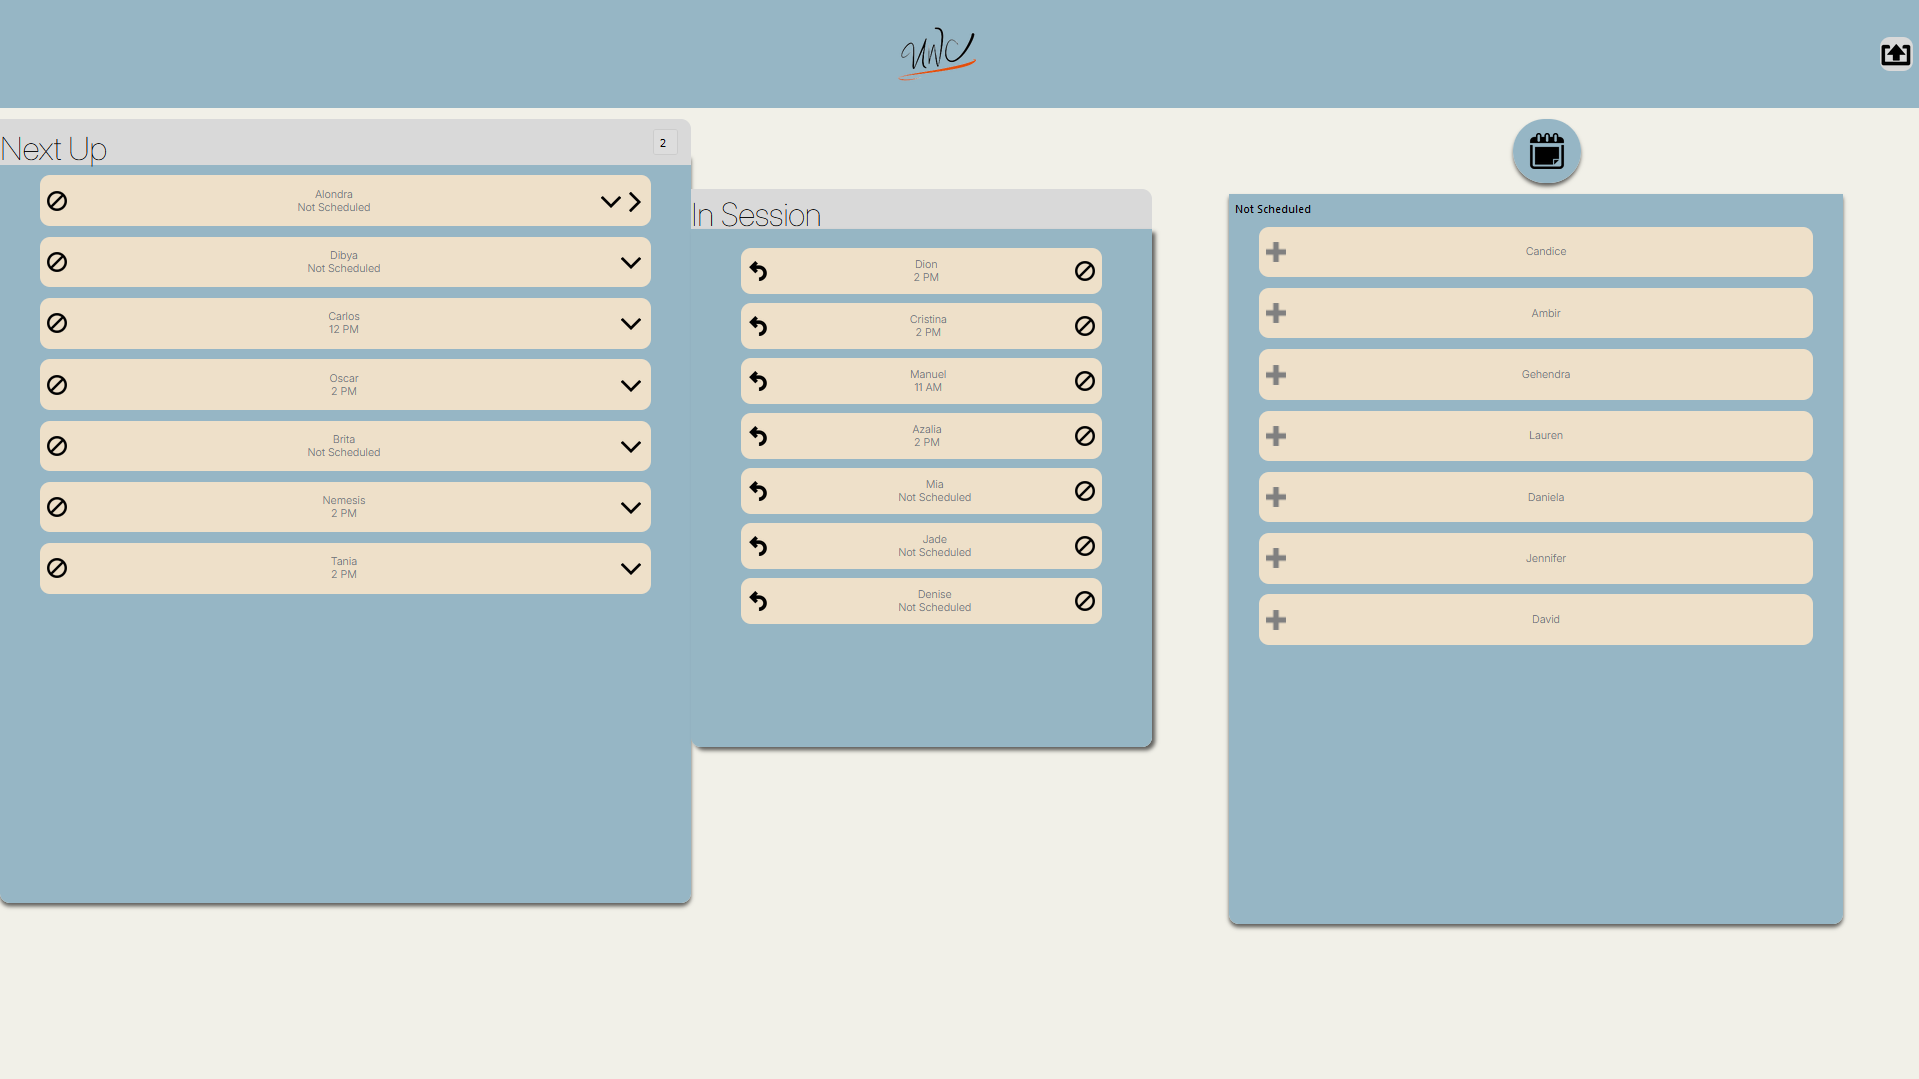 UWC
Next Up
2
Alondra
Not Scheduled
Dibya
Not Scheduled
Carlos
12 PM
Oscar
2 PM
Brita
Not Scheduled
Nemesis
2 PM
Tania
2 PM
In Session
Dion
2 PM
Cristina
2 PM
Manuel
11 AM
Azalia
2 PM
Mia
Not Scheduled
Jade
Not Scheduled
Denise
Not Scheduled
Not Scheduled
Candice
Ambir
Gehendra
Lauren
Daniela
Jennifer
David